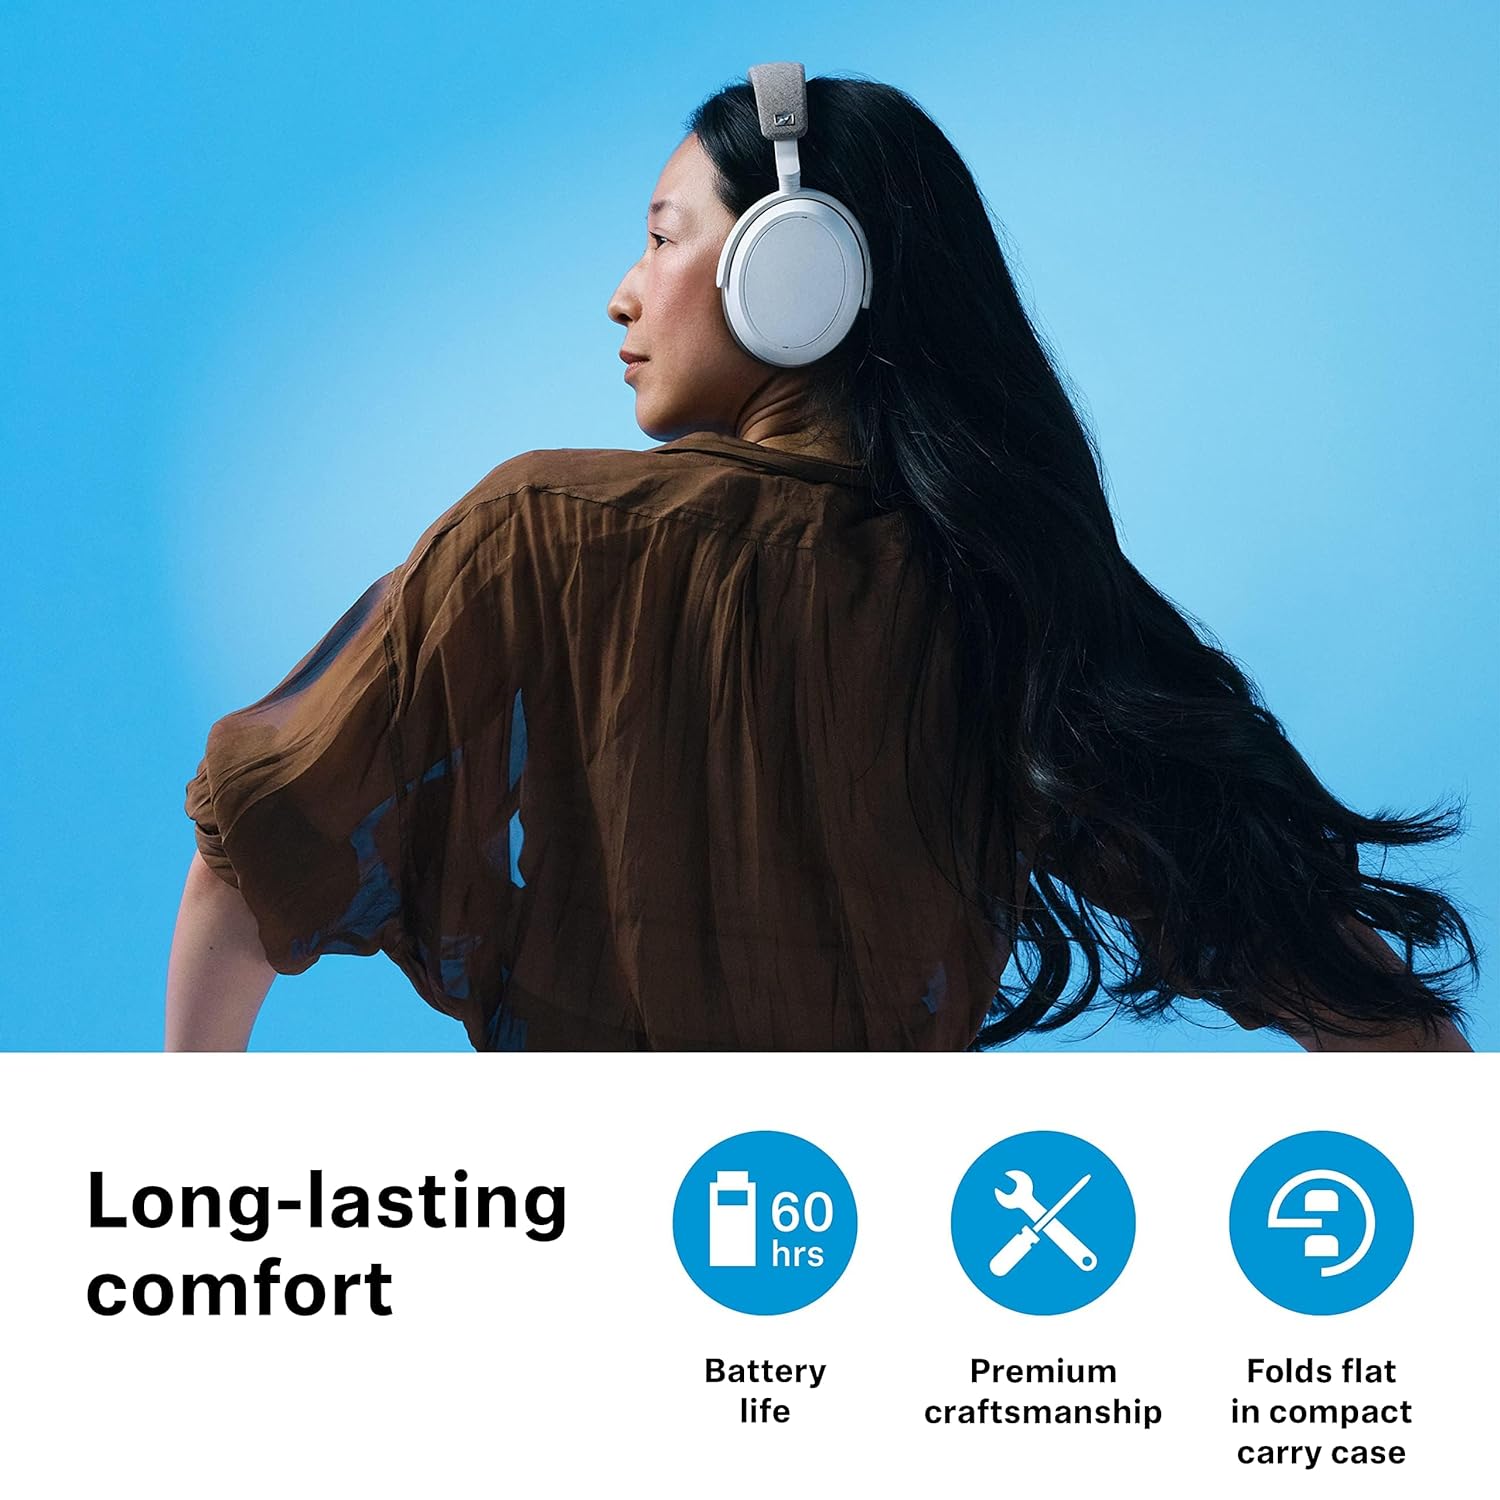 Long-lasting
comfort
60
hrs
Battery
life
Premium
craftsmanship
Folds flat
in compact
carry case